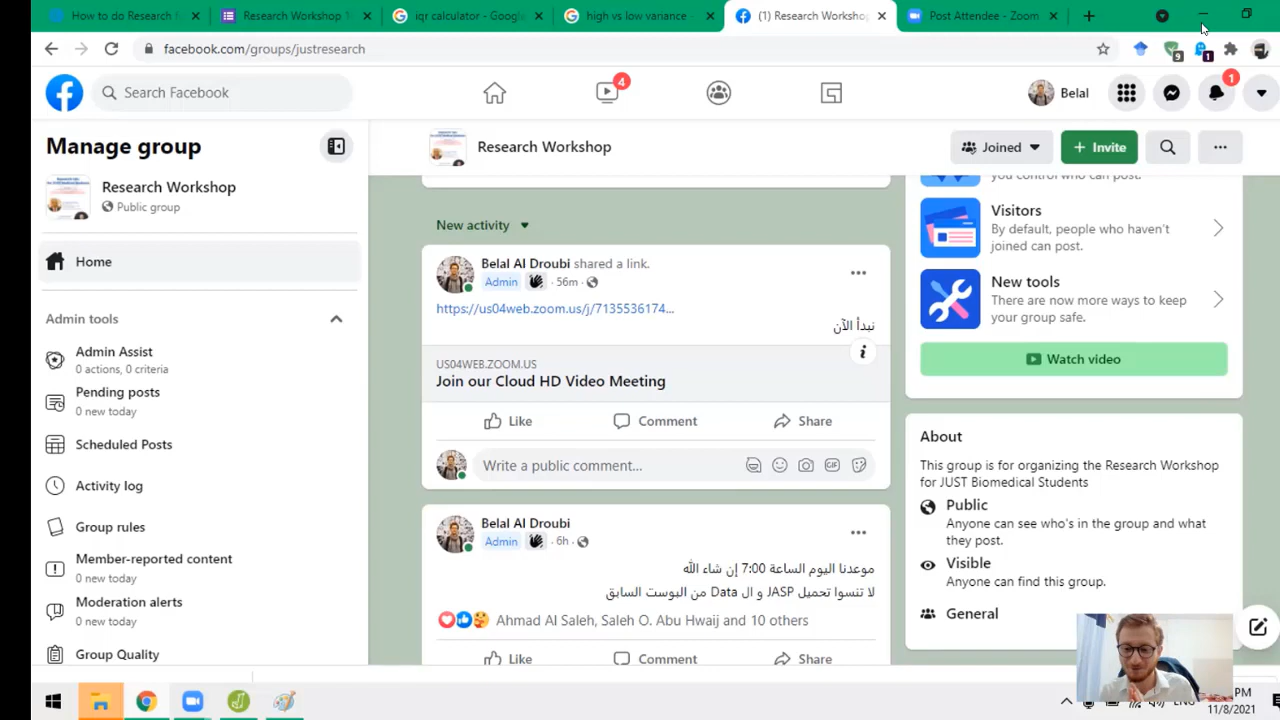 How to do Research
Research Workshop
iqr calculator - Google
high vs low variance -
(1) Research Workshop
Post Attendee - Zoom
facebook.com/groups/justresearch
9
1
Search Facebook
4
Belal
1
Manage group
Research Workshop
Public group
Home
Admin tools
Admin Assist
0 actions, 0 criteria
Pending posts
0 new today
Scheduled Posts
Activity log
Group rules
Member-reported content
0 new today
Moderation alerts
0 new today
Group Quality
Research Workshop
Joined
+ Invite
New activity
Belal Al Droubi shared a link.
Admin · 56m ·
https://us04web.zoom.us/j/7135536174...
نبدأ الآن
US04WEB.ZOOM.US
Join our Cloud HD Video Meeting
Like Comment Share
Write a public comment...
Belal Al Droubi
Admin · 6h ·
موعدنا اليوم الساعة 7:00 إن شاء الله
لا تنسوا تحميل JASP و ال Data من البوست السابق
Ahmad Al Saleh, Saleh O. Abu Hwaij and 10 others
Like Comment Share
you control who can post.
Visitors
By default, people who haven't
joined can post.
New tools
There are now more ways to keep
your group safe.
Watch video
About
This group is for organizing the Research Workshop
for JUST Biomedical Students
Public
Anyone can see who's in the group and what
they post.
Visible
Anyone can find this group.
General
ENG
PM
11/8/2021